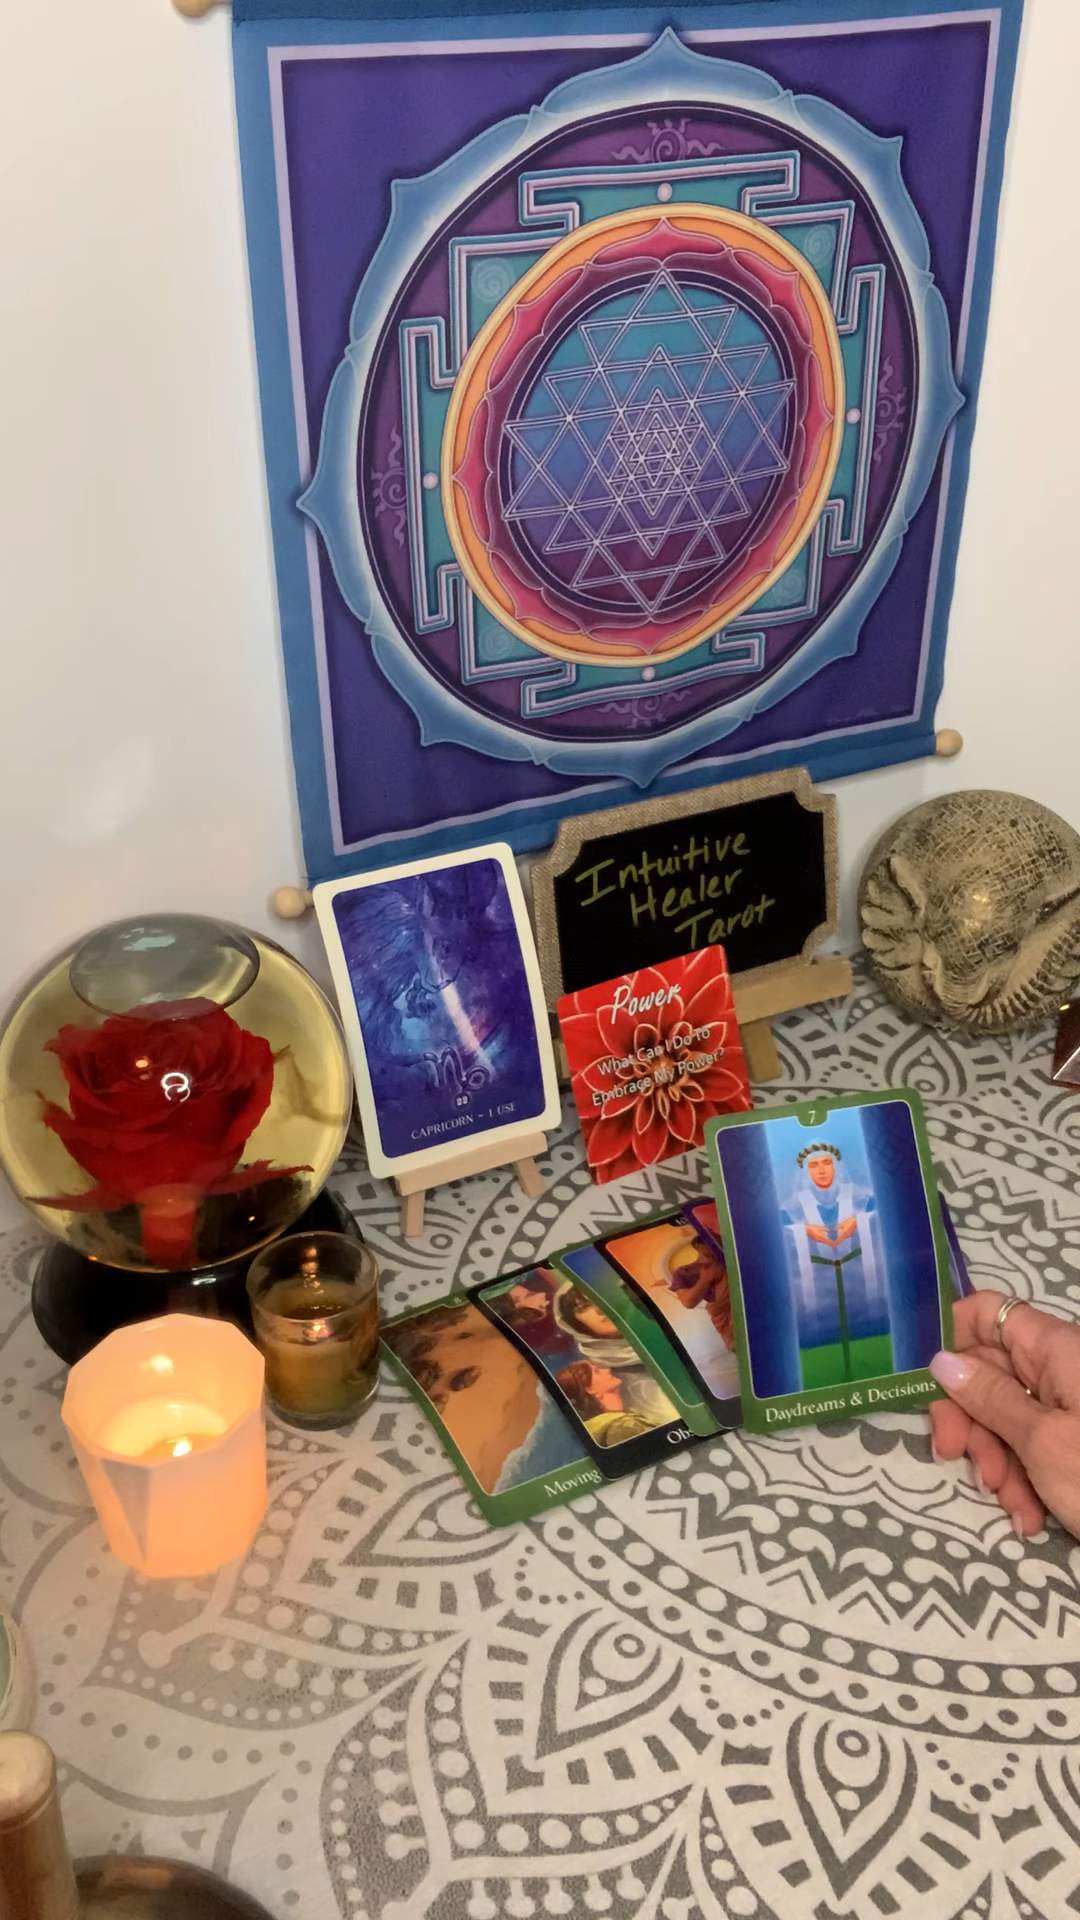 Intuitive
Healer
Tarot
22
CAPRICORN ~ I USE
Power
What Can I Do To
Embrace My Power?
7
Daydreams & Decisions
Moving